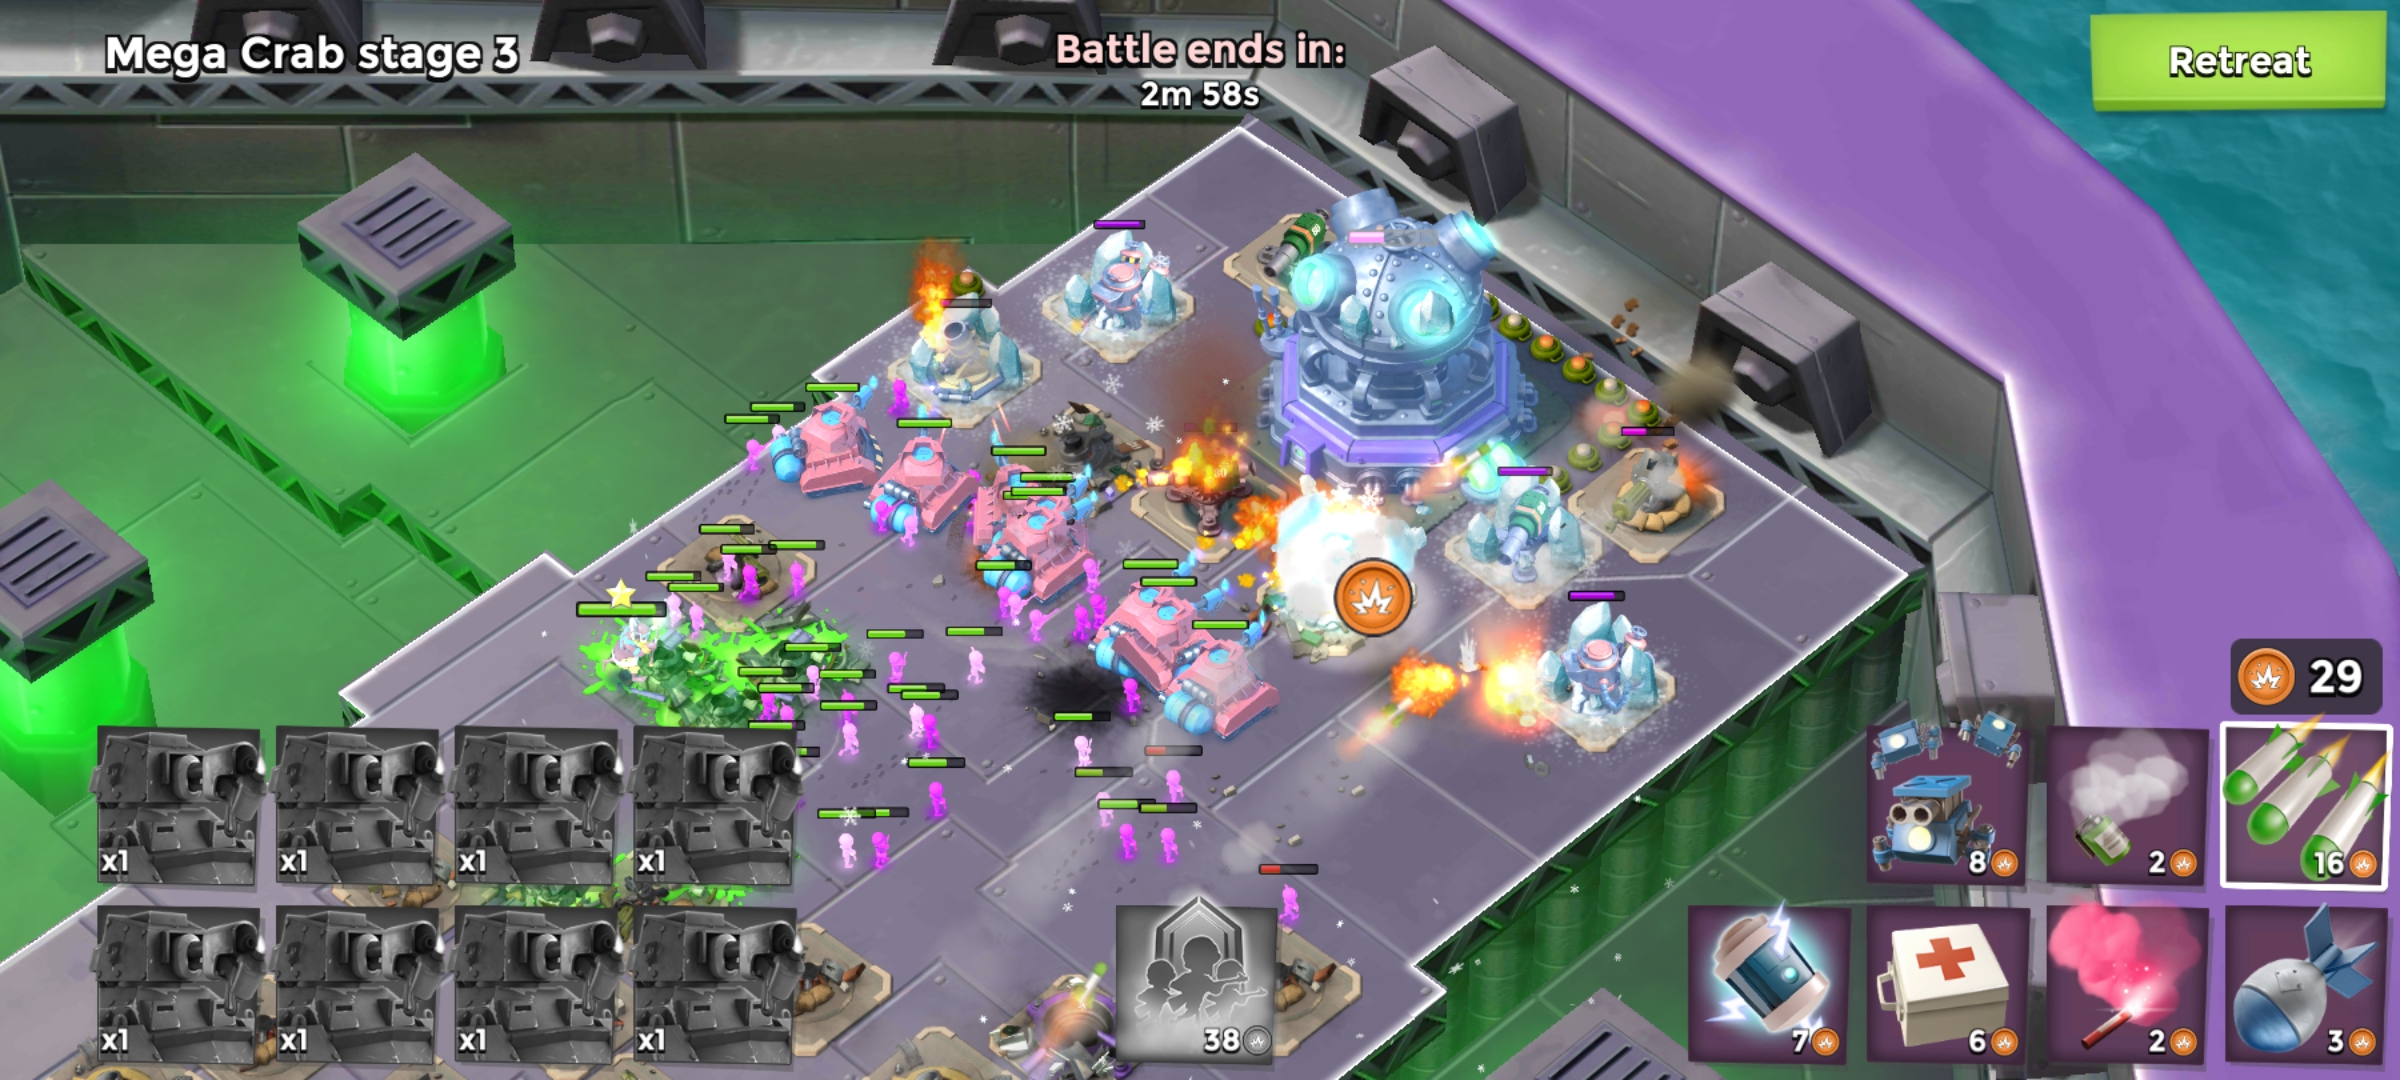 Mega Crab stage 3
Battle ends in:
2m 58s
Retreat
29
8
2
16
x1
x1
x1
x1
7
6
2
3
x1
x1
x1
x1
38